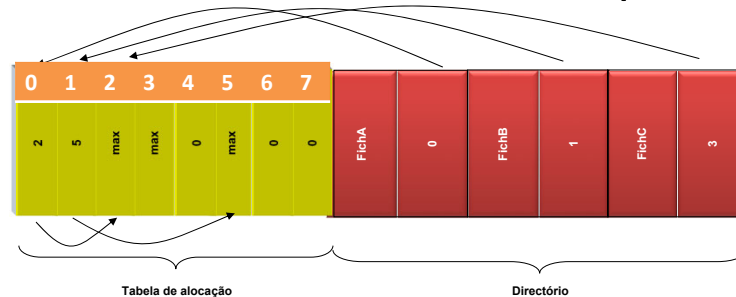 0 1 2 3 4 5 6 7
2 5 max max 0 max 0 0 FichA 0 FichB 1 FichC 3
Tabela de alocação Directório